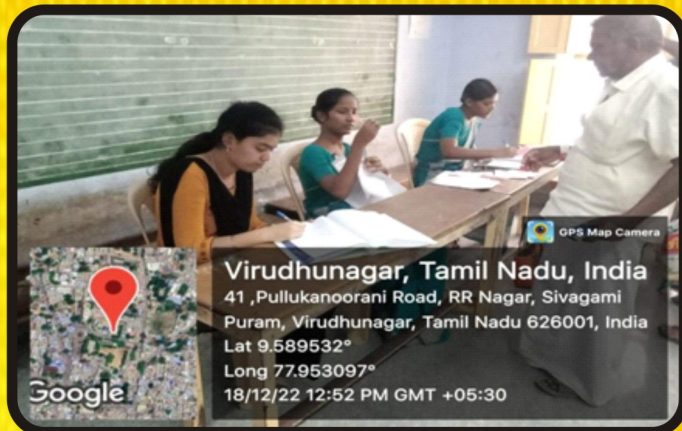 GPS Map Camera
Virudhunagar, Tamil Nadu, India
41 ,Pullukanoorani Road, RR Nagar, Sivagami
Puram, Virudhunagar, Tamil Nadu 626001, India
Lat 9.589532°
Long 77.953097°
18/12/22 12:52 PM GMT +05:30
Google